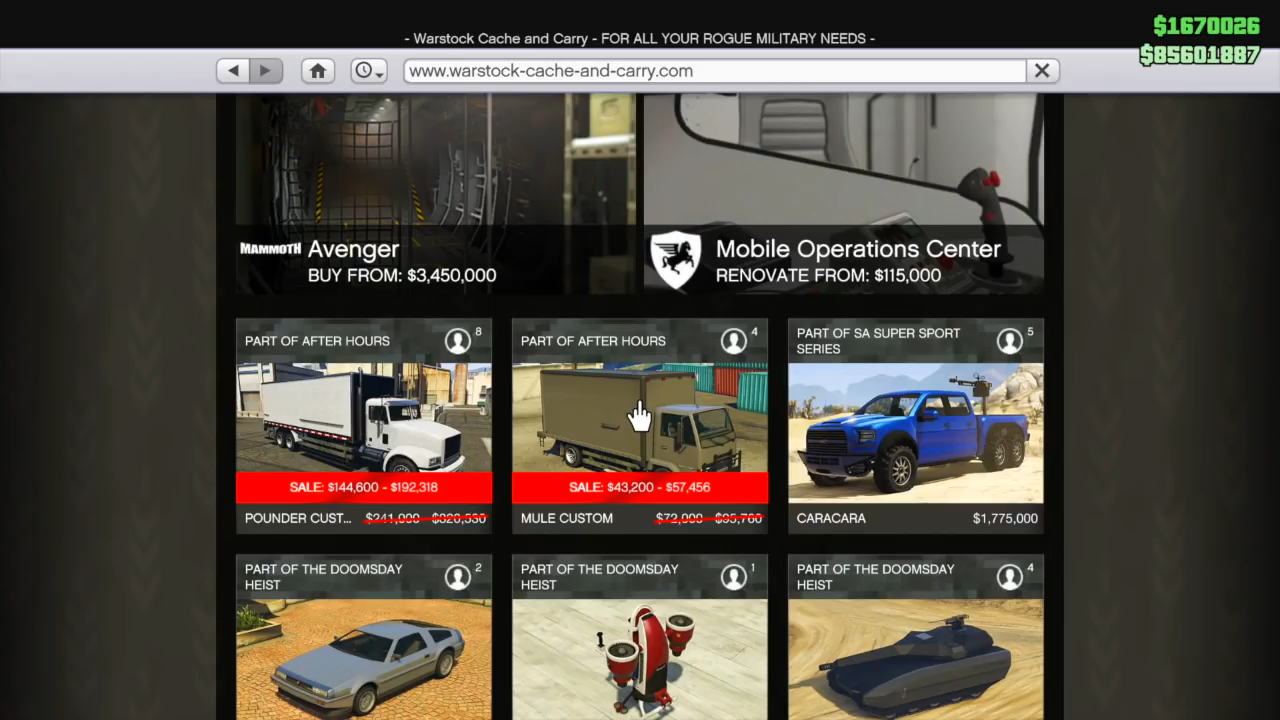 $1670026
- Warstock Cache and Carry - FOR ALL YOUR ROGUE MILITARY NEEDS -
$85601887
www.warstock-cache-and-carry.com
MAMMOTH Avenger
BUY FROM: $3,450,000
Mobile Operations Center
RENOVATE FROM: $115,000
PART OF AFTER HOURS
8
PART OF AFTER HOURS
4
PART OF SA SUPER SPORT
SERIES
5
SALE: $144,600 - $192,318
SALE: $43,200 - $57,456
POUNDER CUST... $241,000 - $320,530
MULE CUSTOM $72,000 - $95,760
CARACARA $1,775,000
PART OF THE DOOMSDAY
HEIST
2
PART OF THE DOOMSDAY
HEIST
1
PART OF THE DOOMSDAY
HEIST
4